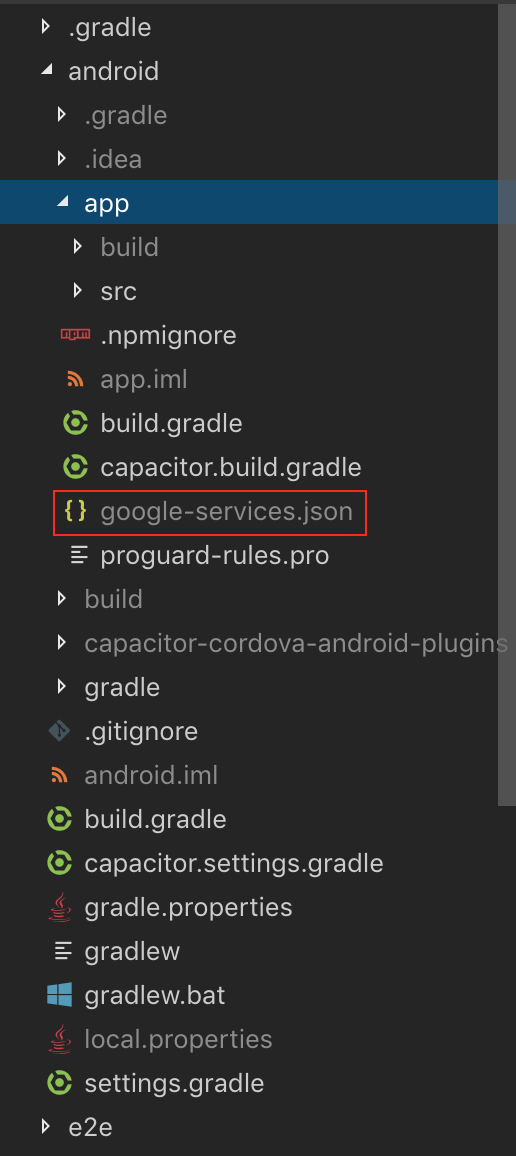 .gradle
android
.gradle
.idea
app
build
src
.npmignore
app.iml
build.gradle
capacitor.build.gradle
google-services.json
proguard-rules.pro
build
capacitor-cordova-android-plugins
gradle
.gitignore
android.iml
build.gradle
capacitor.settings.gradle
gradle.properties
gradlew
gradlew.bat
local.properties
settings.gradle
e2e